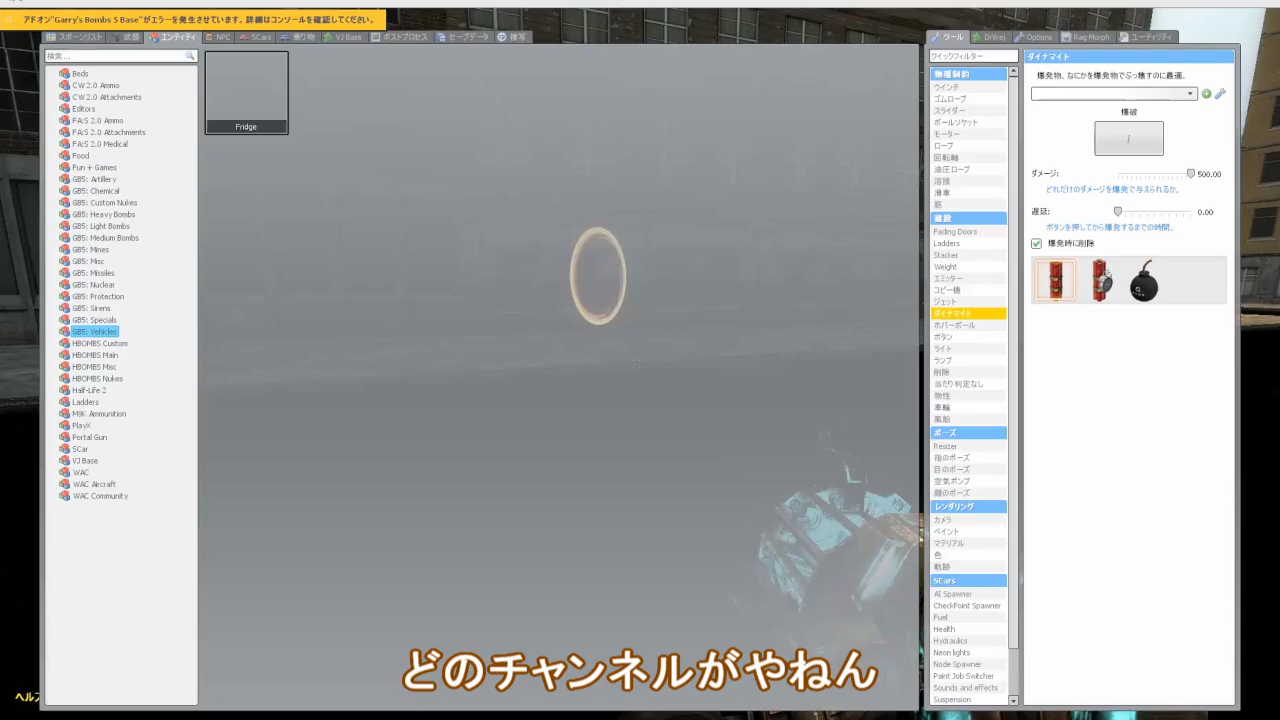 アドオン"Garry's Bombs 5 Base"がエラーを発生させています。詳細はコンソールを確認してください。
スポーンリスト
武器
エンティティ
NPC
SCars
乗り物
VJ Base
ポストプロセス
セーブデータ
複写
検索...
Beds
CW 2.0 Ammo
CW 2.0 Attachments
Editors
FA:S 2.0 Ammo
FA:S 2.0 Attachments
FA:S 2.0 Medical
Food
Fun + Games
GB5: Artillery
GB5: Chemical
GB5: Custom Nukes
GB5: Heavy Bombs
GB5: Light Bombs
GB5: Medium Bombs
GB5: Mines
GB5: Misc
GB5: Missiles
GB5: Nuclear
GB5: Protection
GB5: Sirens
GB5: Specials
GB5: Vehicles
HBOMBS Custom
HBOMBS Main
HBOMBS Misc
HBOMBS Nukes
Half-Life 2
Ladders
M9K Ammunition
PlayX
Portal Gun
SCar
VJ Base
WAC
WAC Aircraft
WAC Community
Fridge
ツール
DrVrej
Options
Rag Morph
ユーティリティ
クイックフィルター
物理制約
ウインチ
ゴムロープ
スライダー
ボールソケット
モーター
ロープ
回転軸
油圧ロープ
溶接
滑車
筋
建設
Fading Doors
Ladders
Stacker
Weight
エミッター
コピー機
ジェット
ダイナマイト
ホバーボール
ボタン
ライト
ランプ
削除
当たり判定なし
物性
車輪
風船
ポーズ
Resizer
指のポーズ
目のポーズ
空気ポンプ
顔のポーズ
レンダリング
カメラ
ペイント
マテリアル
色
軌跡
SCars
AI Spawner
CheckPoint Spawner
Fuel
Health
Hydraulics
Neon lights
Node Spawner
Paint Job Switcher
Sounds and effects
Suspension
ダイナマイト
爆発物。なにかを爆発物でぶっ壊すのに最適。
爆破
ダメージ: 500.00
どれだけのダメージを爆発で与えられるか。
遅延: 0.00
ボタンを押してから爆発するまでの時間。
爆発時に削除
どのチャンネルがやねん
ヘルス